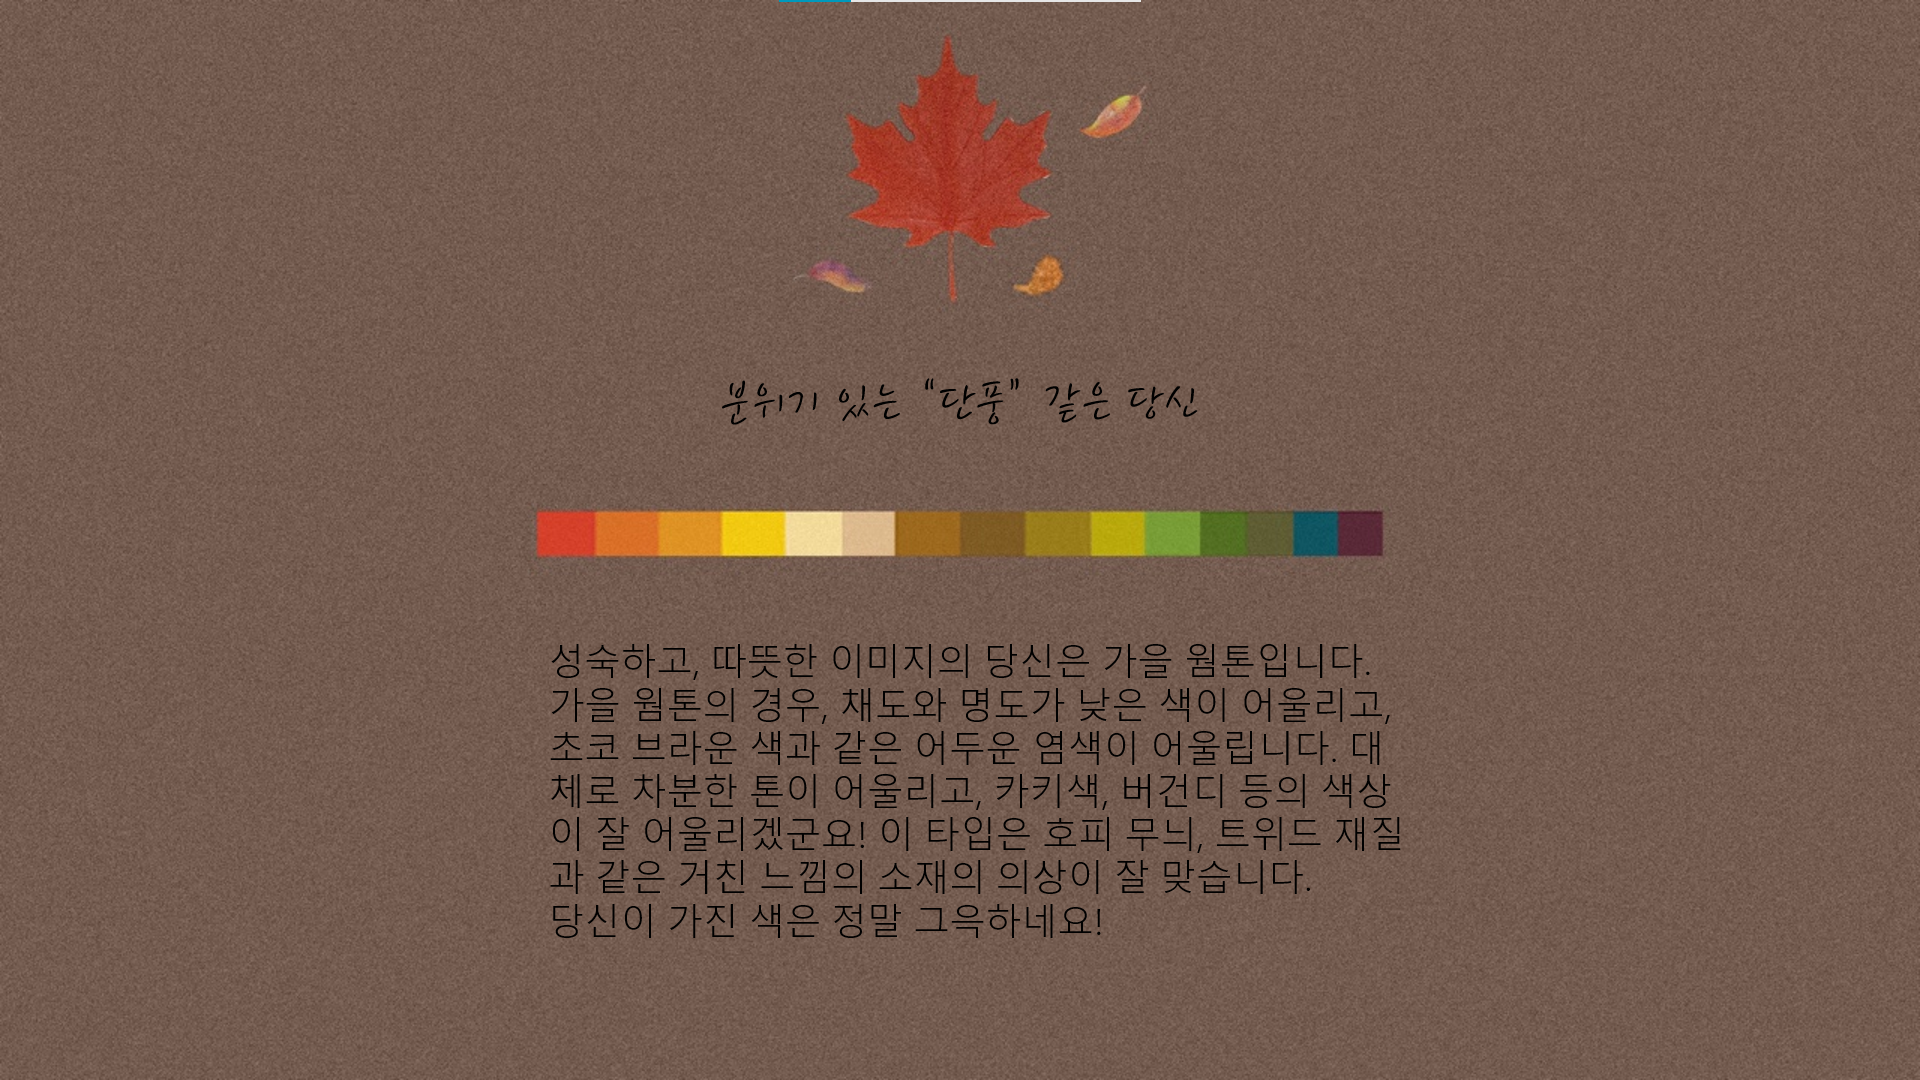 분위기 있는 "단풍" 같은 당신
성숙하고, 따뜻한 이미지의 당신은 가을 웜톤입니다.
가을 웜톤의 경우, 채도와 명도가 낮은 색이 어울리고,
초코 브라운 색과 같은 어두운 염색이 어울립니다. 대
체로 차분한 톤이 어울리고, 카키색, 버건디 등의 색상
이 잘 어울리겠군요! 이 타입은 호피 무늬, 트위드 재질
과 같은 거친 느낌의 소재의 의상이 잘 맞습니다.
당신이 가진 색은 정말 그윽하네요!